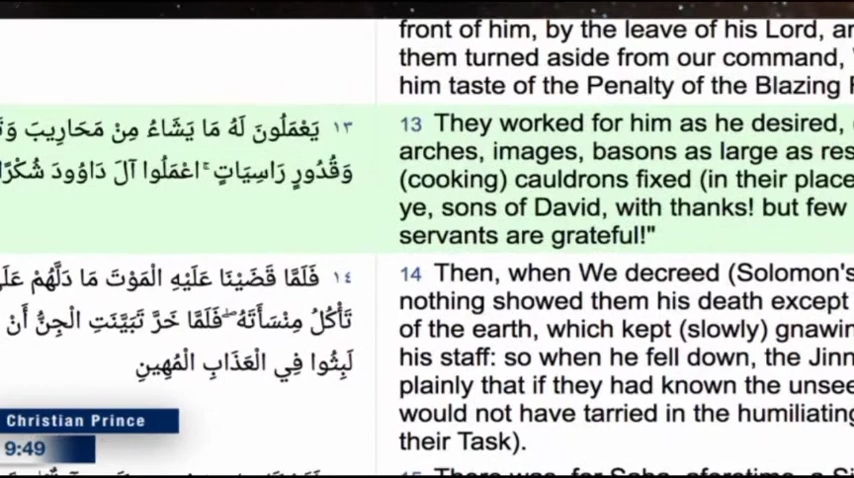 front of him, by the leave of his Lord,
them turned aside from our command,
him taste of the Penalty of the Blazing
١٣ يَعْمَلُونَ لَهُ مَا يَشَاءُ مِنْ مَحَارِيبَ
13 They worked for him as he desired,
وَقُدُورٍ رَاسِيَاتٍ ۚ اعْمَلُوا آلَ دَاوُودَ شُكْرًا
arches, images, basons as large as res
(cooking) cauldrons fixed (in their place
ye, sons of David, with thanks! but few
servants are grateful!"
١٤ فَلَمَّا قَضَيْنَا عَلَيْهِ الْمَوْتَ مَا دَلَّهُمْ
14 Then, when We decreed (Solomon's
nothing showed them his death except
تَأْكُلُ مِنْسَأَتَهُ ۖ فَلَمَّا خَرَّ تَبَيَّنَتِ الْجِنُّ أَنْ
of the earth, which kept (slowly) gnawin
لَبِثُوا فِي الْعَذَابِ الْمُهِينِ
his staff: so when he fell down, the Jinn
plainly that if they had known the unsee
would not have tarried in the humiliating
their Task).
Christian Prince
9:49